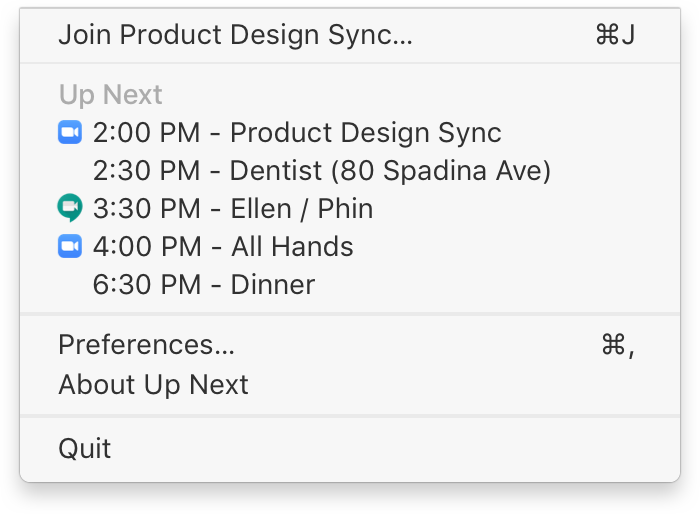 Join Product Design Sync... ⌘J
Up Next
2:00 PM - Product Design Sync
2:30 PM - Dentist (80 Spadina Ave)
3:30 PM - Ellen / Phin
4:00 PM - All Hands
6:30 PM - Dinner
Preferences... ⌘,
About Up Next
Quit